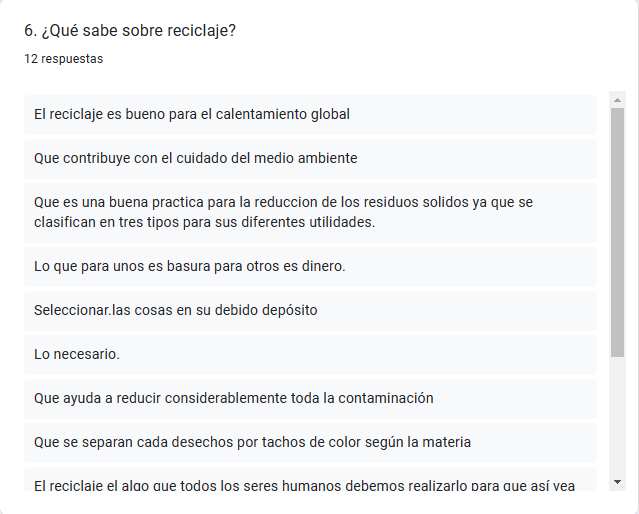 6. ¿Qué sabe sobre reciclaje?
12 respuestas
El reciclaje es bueno para el calentamiento global
Que contribuye con el cuidado del medio ambiente
Que es una buena practica para la reduccion de los residuos solidos ya que se
clasifican en tres tipos para sus diferentes utilidades.
Lo que para unos es basura para otros es dinero.
Seleccionar.las cosas en su debido depósito
Lo necesario.
Que ayuda a reducir considerablemente toda la contaminación
Que se separan cada desechos por tachos de color según la materia
El reciclaje el algo que todos los seres humanos debemos realizarlo para que así vea